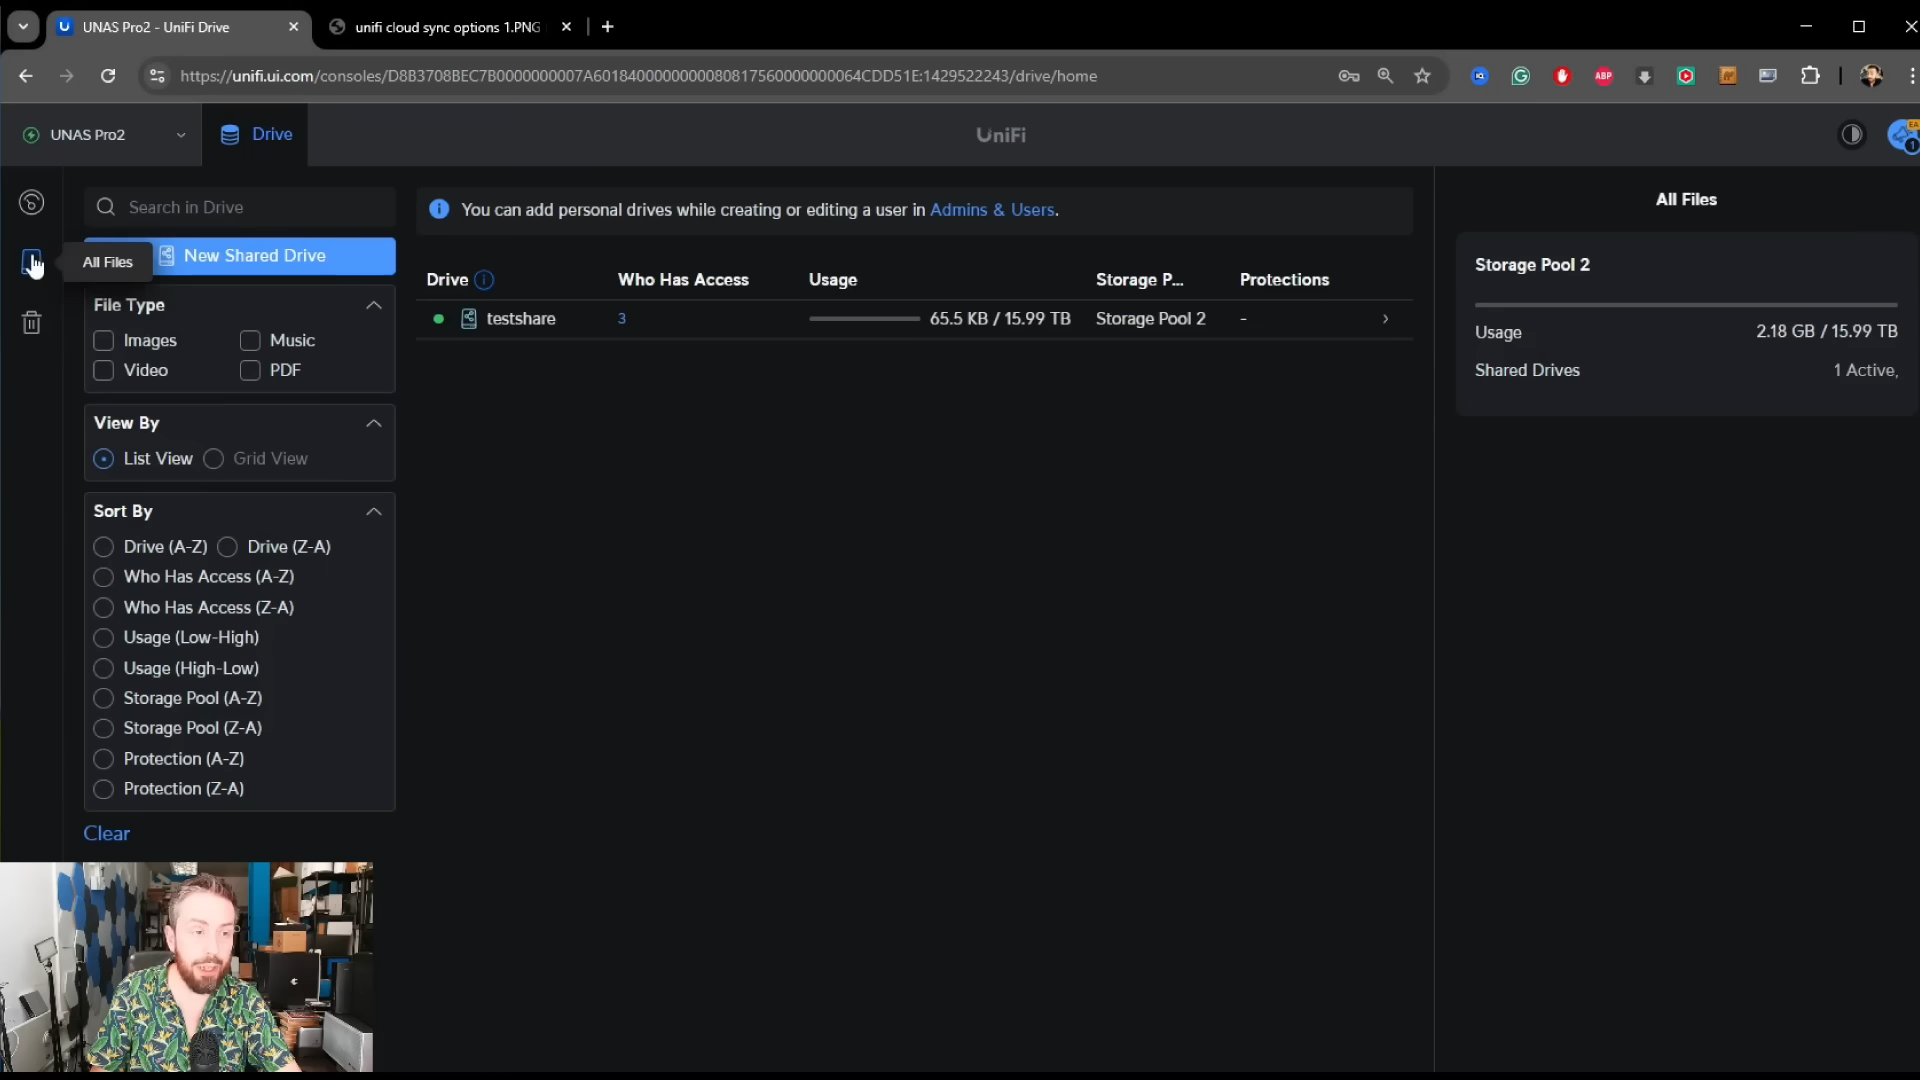 UNAS Pro2 - UniFi Drive
unifi cloud sync options 1.PNG
https://unifi.ui.com/consoles/D8B3708BEC7B0000000007A6018400000000080817560000000064CDD51E:1429522243/drive/home
ABP
UNAS Pro2
Drive
UniFi
EA
1
Search in Drive
You can add personal drives while creating or editing a user in Admins & Users.
All Files
All Files
New Shared Drive
Drive
Who Has Access
Usage
Storage P...
Protections
testshare
3
65.5 KB / 15.99 TB
Storage Pool 2
-
Storage Pool 2
Usage
2.18 GB / 15.99 TB
Shared Drives
1 Active,
File Type
Images
Music
Video
PDF
View By
List View
Grid View
Sort By
Drive (A-Z)
Drive (Z-A)
Who Has Access (A-Z)
Who Has Access (Z-A)
Usage (Low-High)
Usage (High-Low)
Storage Pool (A-Z)
Storage Pool (Z-A)
Protection (A-Z)
Protection (Z-A)
Clear